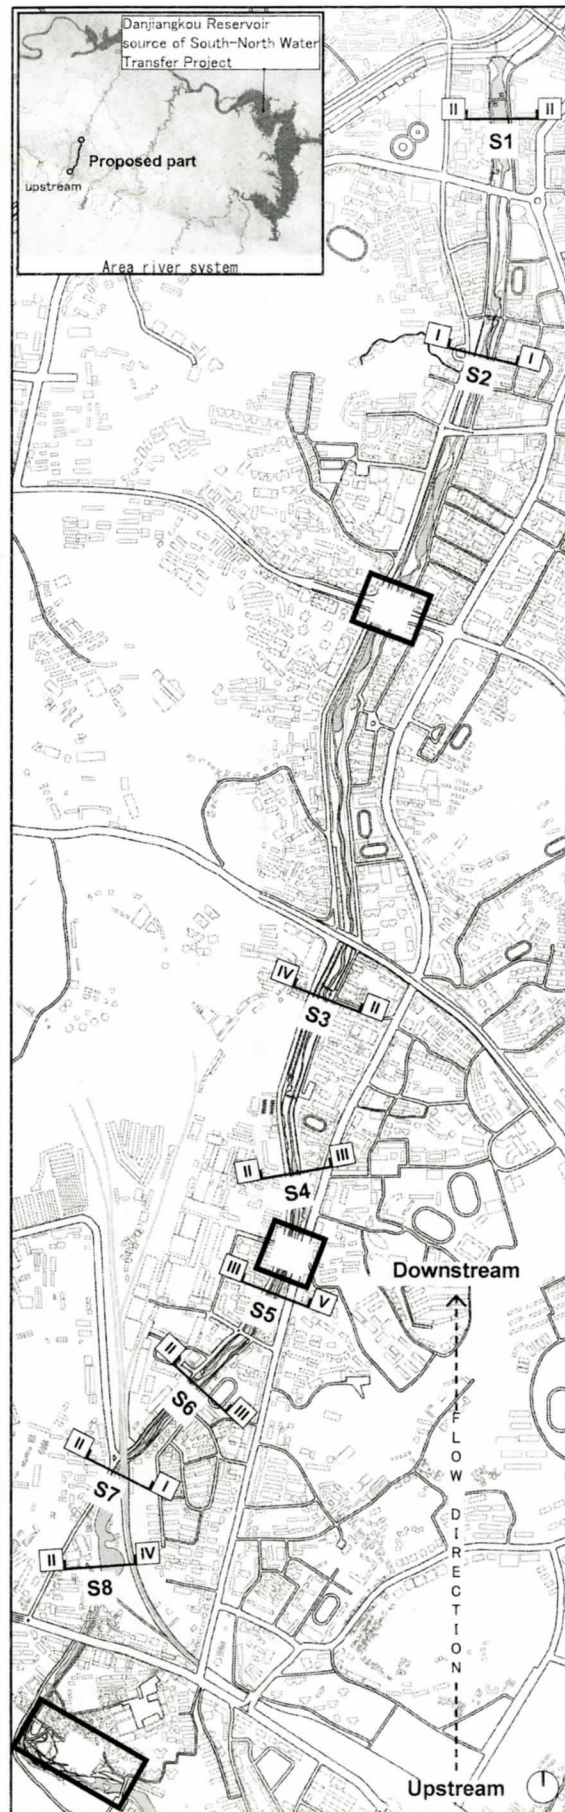 Danjiangkou Reservoir
source of South-North Water
Transfer Project
Proposed part
upstream
Area river system
II II
S1
I I
S2
IV II
S3
II III
S4
III V
S5
II III
S6
II I
S7
II IV
S8
Downstream
FLOW DIRECTION
Upstream